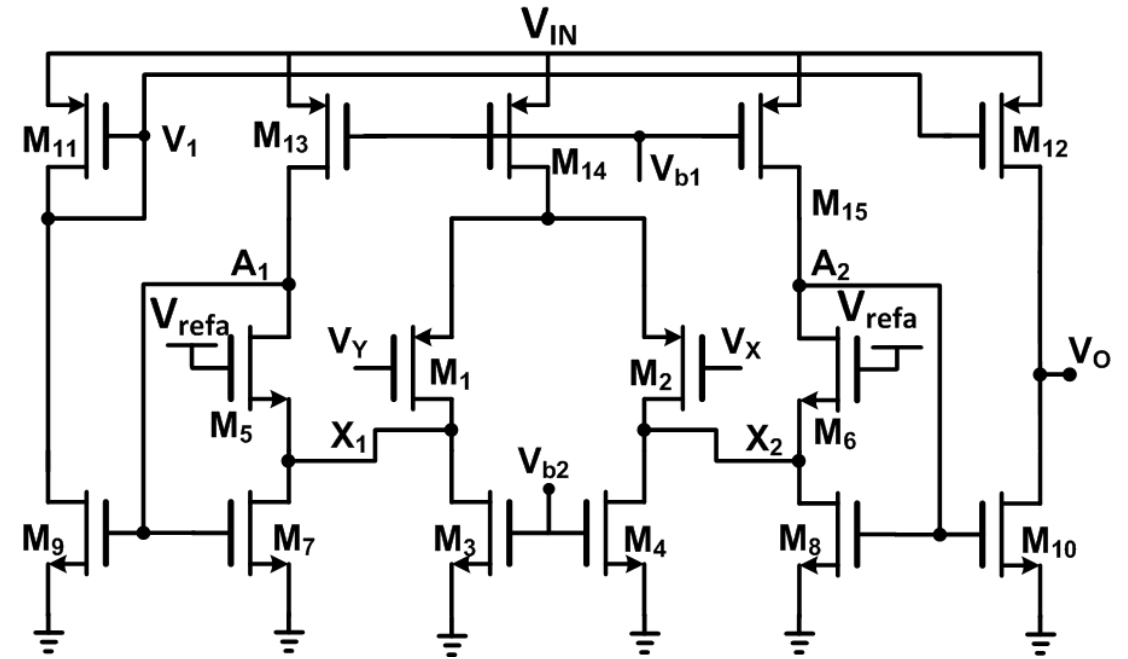 V_IN
M_11
V_1
M_13
M_14
V_b1
M_12
M_15
A_1
A_2
V_refa
V_refa
V_Y
M_1
M_2
V_X
V_O
M_5
X_1
X_2
M_6
V_b2
M_9
M_7
M_3
M_4
M_8
M_10